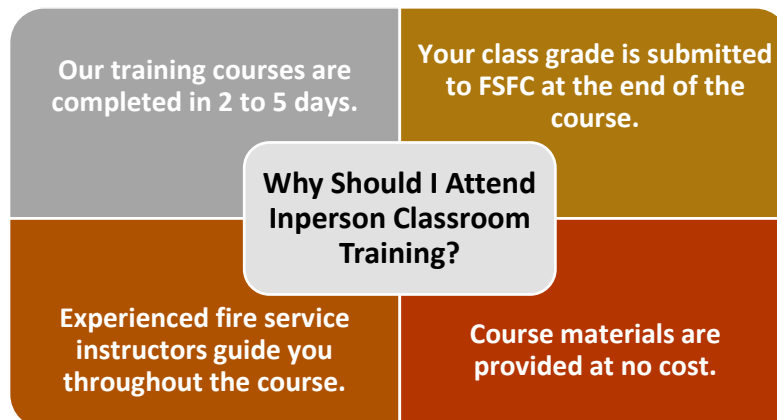 Our training courses are
completed in 2 to 5 days.
Your class grade is submitted
to FSFC at the end of the
course.
Why Should I Attend
Inperson Classroom
Training?
Experienced fire service
instructors guide you
throughout the course.
Course materials are
provided at no cost.